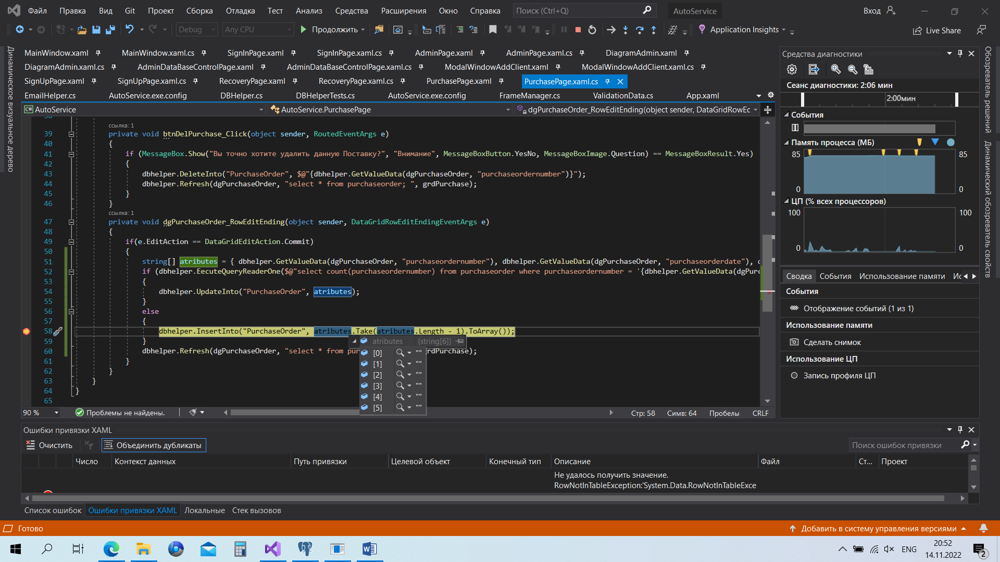 Файл Правка Вид Git Проект Сборка Отладка Тест Анализ Средства Расширения Окно Справка Поиск (Ctrl+Q) AutoService Вход
Debug Any CPU Продолжить Application Insights Live Share
Динамическое визуальное дерево
MainWindow.xaml MainWindow.xaml.cs SignInPage.xaml SignInPage.xaml.cs AdminPage.xaml AdminPage.xaml.cs DiagramAdmin.xaml
DiagramAdmin.xaml.cs AdminDataBaseControlPage.xaml AdminDataBaseControlPage.xaml.cs ModalWindowAddClient.xaml ModalWindowAddClient.xaml.cs
SignUpPage.xaml SignUpPage.xaml.cs RecoveryPage.xaml RecoveryPage.xaml.cs PurchasePage.xaml PurchasePage.xaml.cs
EmailHelper.cs AutoService.exe.config DBHelper.cs DBHelperTests.cs AutoService.exe.config FrameManager.cs ValidationData.cs App.xaml
C# AutoService AutoService.PurchasePage dgPurchaseOrder_RowEditEnding(object sender, DataGridRowEc
38
ссылка: 1
39 private void btnDelPurchase_Click(object sender, RoutedEventArgs e)
40 {
41 if (MessageBox.Show("Вы точно хотите удалить данную Поставку?", "Внимание", MessageBoxButton.YesNo, MessageBoxImage.Question) == MessageBoxResult.Yes)
42 {
43 dbhelper.DeleteInto("PurchaseOrder", $@"{dbhelper.GetValueData(dgPurchaseOrder, "purchaseordernumber")}");
44 dbhelper.Refresh(dgPurchaseOrder, "select * from purchaseorder; ", grdPurchase);
45 }
46 }
ссылка: 1
47 private void dgPurchaseOrder_RowEditEnding(object sender, DataGridRowEditEndingEventArgs e)
48 {
49 if(e.EditAction == DataGridEditAction.Commit)
50 {
51 string[] atributes = { dbhelper.GetValueData(dgPurchaseOrder, "purchaseordernumber"), dbhelper.GetValueData(dgPurchaseOrder, "purchaseorderdate"), d
52 if (dbhelper.EecuteQueryReaderOne($@"select count(purchaseordernumber) from purchaseorder where purchaseordernumber = '{dbhelper.GetValueData(dgPurc
53 {
54 dbhelper.UpdateInto("PurchaseOrder", atributes);
55 }
56 else
57 {
58 dbhelper.InsertInto("PurchaseOrder", atributes.Take(atributes.Length - 1).ToArray());
59 }
60 dbhelper.Refresh(dgPurchaseOrder, "select * from pu rdPurchase);
61 }
62 }
63 }
64 }
65
atributes {string[6]}
[0] ""
[1] ""
[2] ""
[3] ""
[4] ""
[5] ""
90 % Проблемы не найдены. Стр: 58 Симв: 64 Пробелы CRLF
Средства диагностики
Сеанс диагностики: 2:06 мин
2:00мин
События
Память процесса (МБ)
85 85
0 0
ЦП (% всех процессоров)
100 100
0 0
Сводка События Использование памяти Ис
События
Отображение событий (1 из 1)
Использование памяти
Сделать снимок
Использование ЦП
Запись профиля ЦП
Обозреватель решений
Динамический обозреватель свойств
Ошибки привязки XAML
Очистить Объединить дубликаты Поиск ошибок привязки
Число Контекст данных Путь привязки Целевой объект Конечный тип Описание Файл Ст... Проект
Не удалось получить значение.
RowNotInTableException:'System.Data.RowNotInTableExce
Список ошибок Ошибки привязки XAML Локальные Стек вызовов
Готово Добавить в систему управления версиями
ENG 20:52
14.11.2022
2